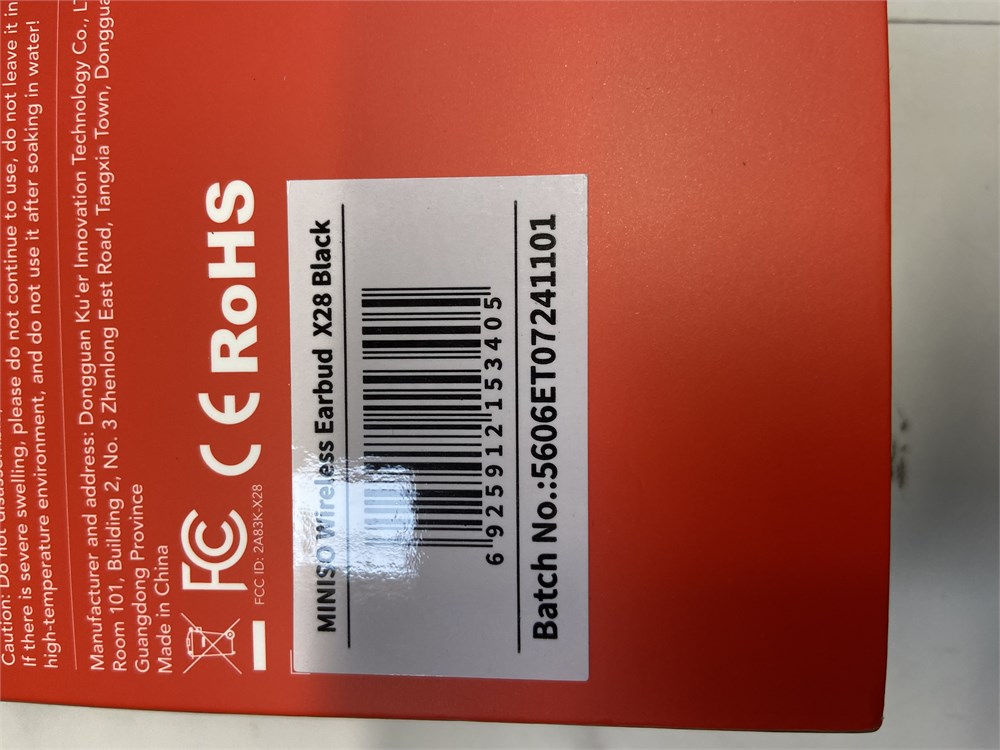 Caution: Do not
If there is severe swelling, please do not continue to use, do not leave it in
high-temperature environment, and do not use it after soaking in water!
Manufacturer and address: Dongguan Ku'er Innovation Technology Co.,
Room 101, Building 2, No. 3 Zhenlong East Road, Tangxia Town,
Guangdong Province
Made in China
FC CE RoHS
FCC ID: 2A83K-X28
MINISO Wireless Earbud X28 Black
6 925912 153405
Batch No.:5606ET07241101